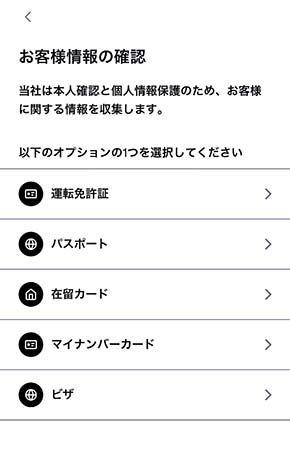 お客様情報の確認
当社は本人確認と個人情報保護のため、お客様
に関する情報を収集します。
以下のオプションの1つを選択してください
運転免許証
パスポート
在留カード
マイナンバーカード
ビザ